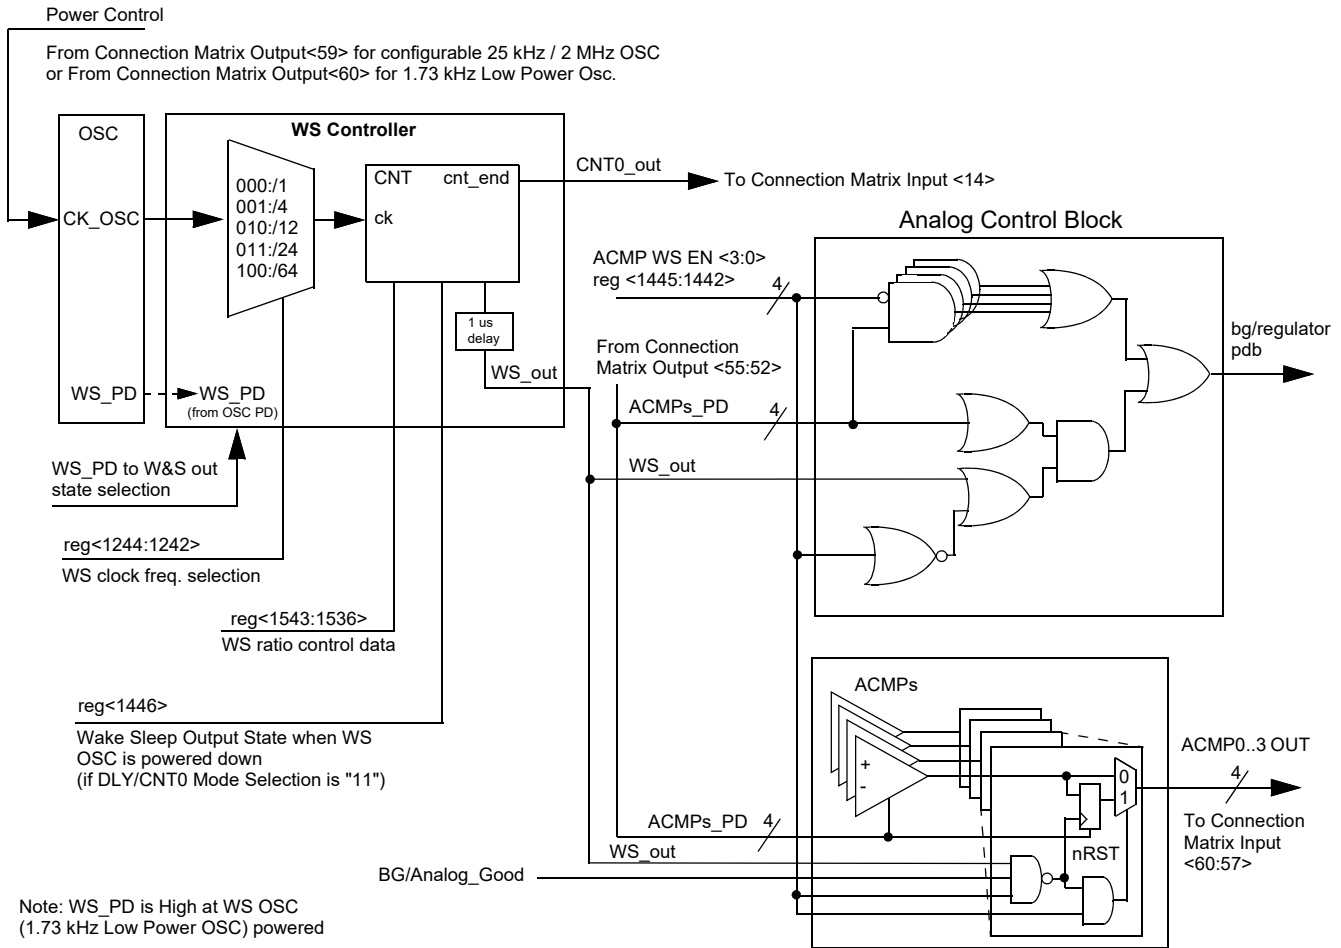 Power Control
From Connection Matrix Output<59> for configurable 25 kHz / 2 MHz OSC
or From Connection Matrix Output<60> for 1.73 kHz Low Power Osc.
OSC
CK_OSC
WS_PD
WS Controller
000:/1
001:/4
010:/12
011:/24
100:/64
CNT
cnt_end
ck
CNT0_out
To Connection Matrix Input <14>
1 us
delay
WS_out
WS_PD
(from OSC PD)
WS_PD to W&S out
state selection
reg<1244:1242>
WS clock freq. selection
reg<1543:1536>
WS ratio control data
reg<1446>
Wake Sleep Output State when WS
OSC is powered down
(if DLY/CNT0 Mode Selection is "11")
Note: WS_PD is High at WS OSC
(1.73 kHz Low Power OSC) powered
Analog Control Block
ACMP WS EN <3:0>
reg <1445:1442>
4
From Connection
Matrix Output <55:52>
ACMPs_PD
4
WS_out
bg/regulator
pdb
ACMPs
+
-
0
1
nRST
ACMPs_PD
4
WS_out
BG/Analog_Good
ACMP0..3 OUT
4
To Connection
Matrix Input
<60:57>